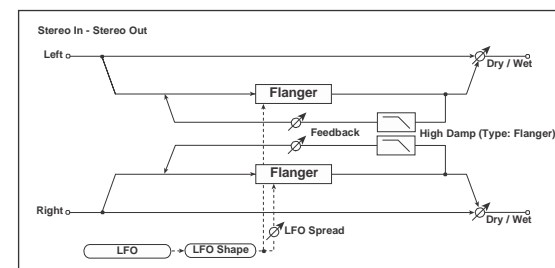 Stereo In - Stereo Out
Left
Dry / Wet
Flanger
Feedback
High Damp (Type: Flanger)
Flanger
Right
Dry / Wet
LFO Spread
LFO
LFO Shape